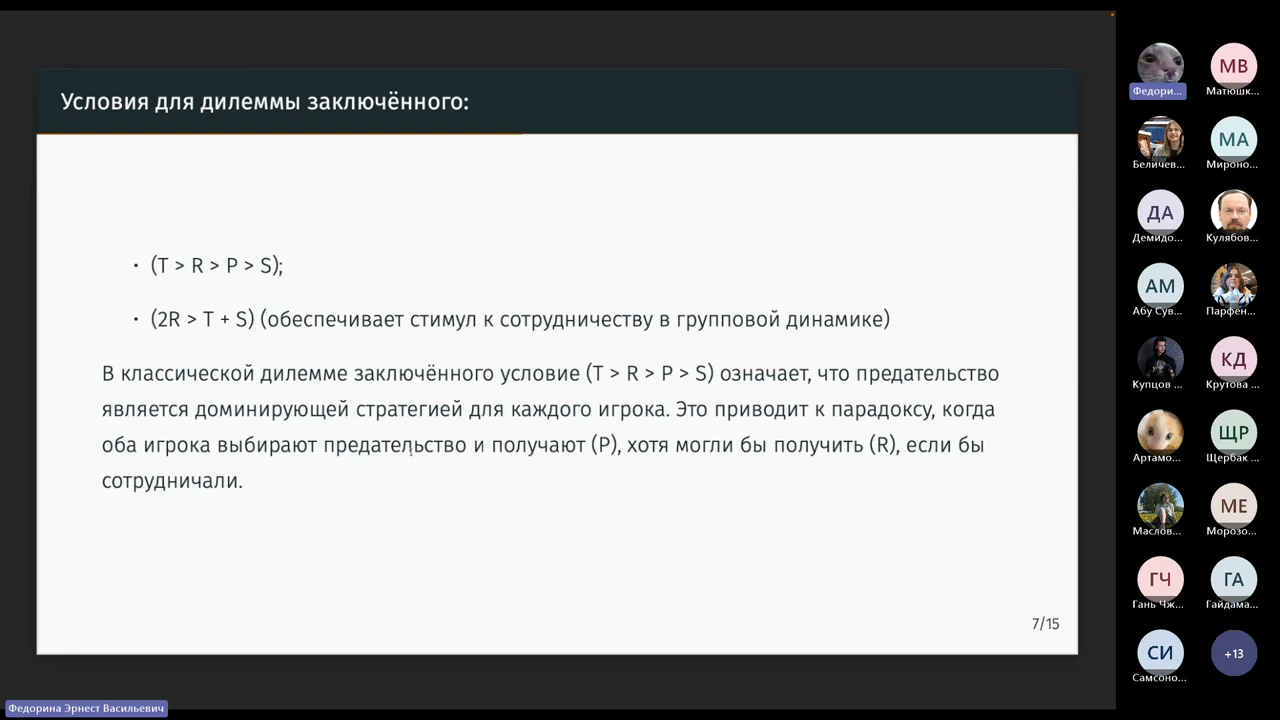 Условия для дилеммы заключённого:
• (T > R > P > S);
• (2R > T + S) (обеспечивает стимул к сотрудничеству в групповой динамике)
В классической дилемме заключённого условие (T > R > P > S) означает, что предательство
является доминирующей стратегией для каждого игрока. Это приводит к парадоксу, когда
оба игрока выбирают предательство и получают (P), хотя могли бы получить (R), если бы
сотрудничали.
7/15
Федорина Эрнест Васильевич
Федори...
МВ
Матюшк...
Беличев...
МА
Мироно...
ДА
Демидо...
Кулябов...
АМ
Абу Сув...
Парфён...
Купцов ...
КД
Крутова ...
Артамо...
ЩР
Щербак ...
Маслов...
МЕ
Морозо...
ГЧ
Гань Чж...
ГА
Гайдама...
СИ
Самсоно...
+13